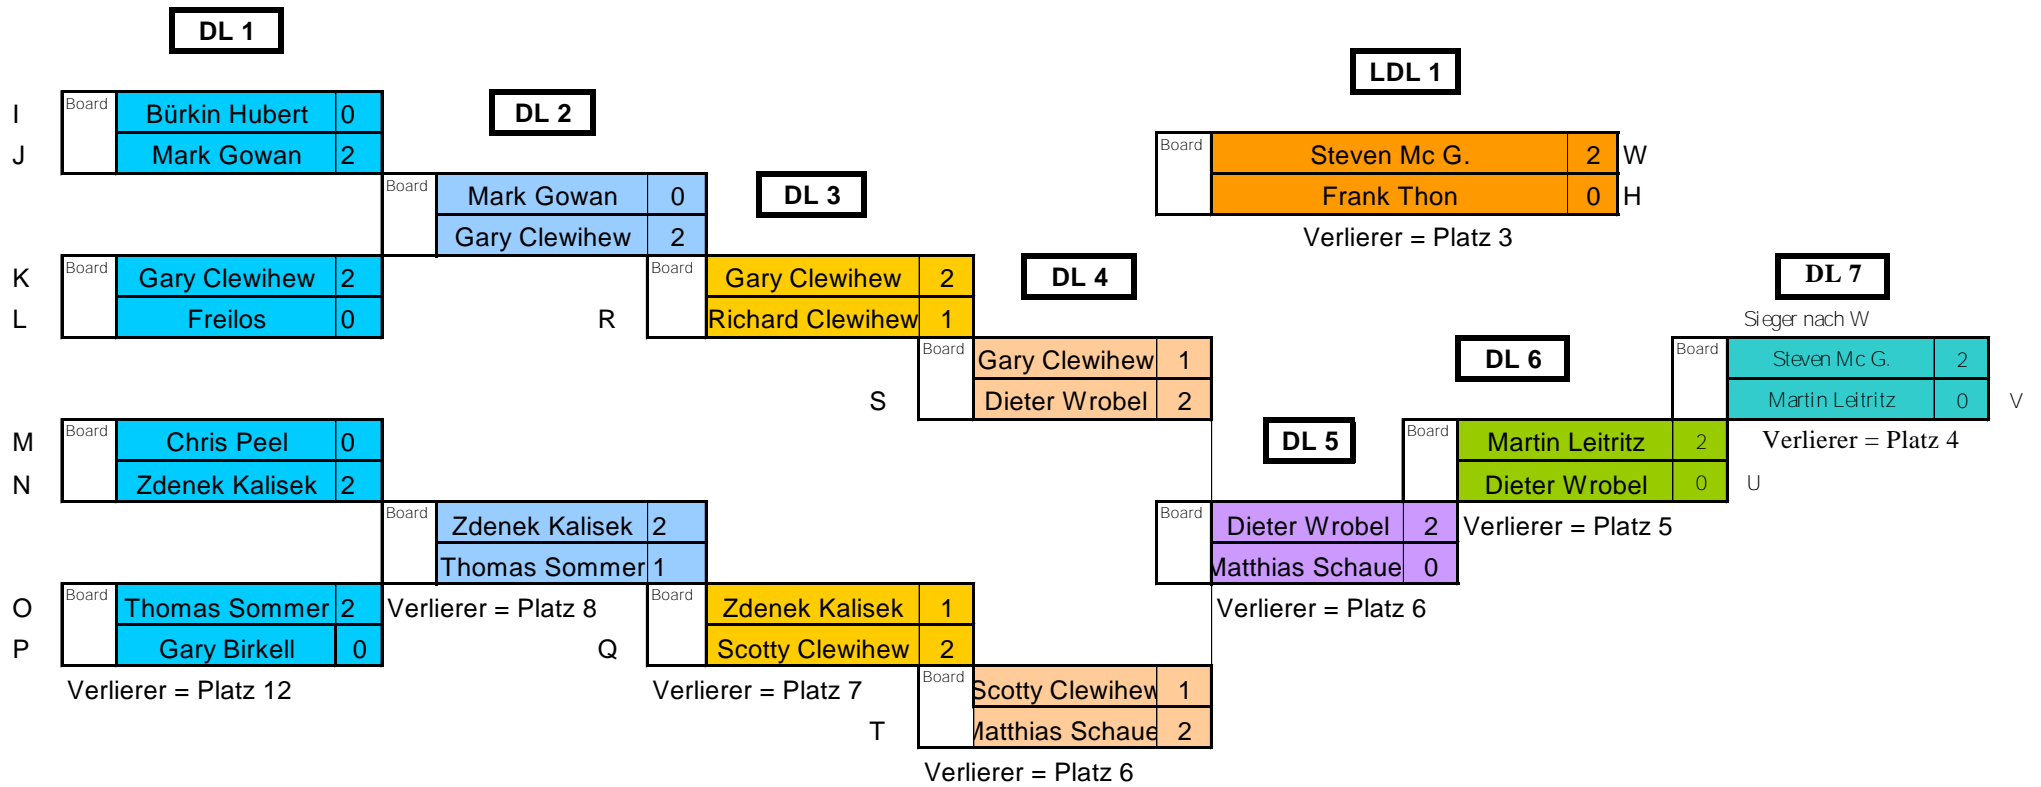 DL 1
LDL 1
I Board Bürkin Hubert 0
DL 2
J Mark Gowan 2
Board Steven Mc G. 2 W
Board Mark Gowan 0
DL 3
Frank Thon 0 H
Gary Clewihew 2
Verlierer = Platz 3
K Board Gary Clewihew 2
Board Gary Clewihew 2
DL 4
DL 7
L Freilos 0
R Richard Clewihew 1
Sieger nach W
Board Gary Clewihew 1
DL 6
Board Steven Mc G. 2
S Dieter Wrobel 2
Martin Leitritz 0 V
M Board Chris Peel 0
DL 5
Board Martin Leitritz 2
Verlierer = Platz 4
N Zdenek Kalisek 2
Dieter Wrobel 0 U
Board Zdenek Kalisek 2
Board Dieter Wrobel 2
Verlierer = Platz 5
Thomas Sommer 1
Matthias Schaue 0
O Board Thomas Sommer 2
Verlierer = Platz 8
Board Zdenek Kalisek 1
Verlierer = Platz 6
P Gary Birkell 0
Q Scotty Clewihew 2
Verlierer = Platz 12
Verlierer = Platz 7
Board Scotty Clewihew 1
T Matthias Schaue 2
Verlierer = Platz 6